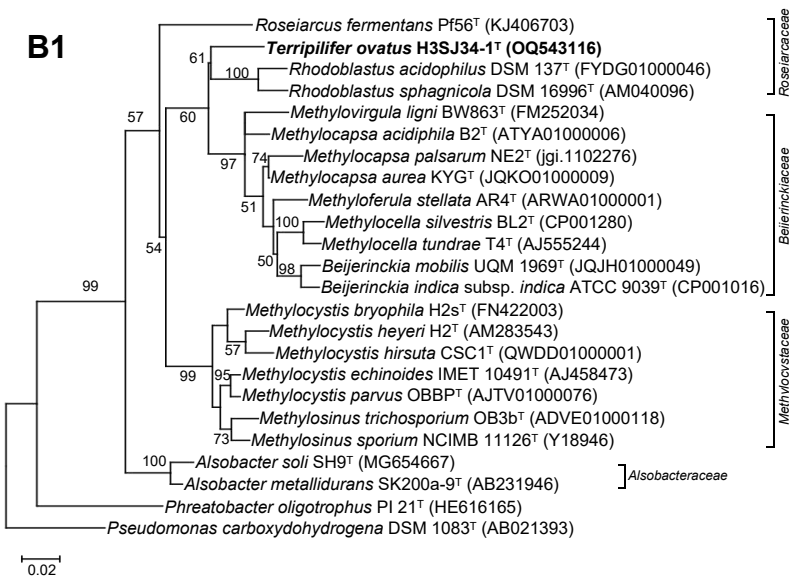 B1
Roseiarcus fermentans Pf56ᵀ (KJ406703)
Terripilifer ovatus H3SJ34-1ᵀ (OQ543116)
61
Rhodoblastus acidophilus DSM 137ᵀ (FYDG01000046)
100
Rhodoblastus sphagnicola DSM 16996ᵀ (AM040096)
Roseiarcaceae
57
60
Methylovirgula ligni BW863ᵀ (FM252034)
Methylocapsa acidiphila B2ᵀ (ATYA01000006)
97
74
Methylocapsa palsarum NE2ᵀ (jgi.1102276)
Methylocapsa aurea KYGᵀ (JQKO01000009)
51
Methyloferula stellata AR4ᵀ (ARWA01000001)
100
Methylocella silvestris BL2ᵀ (CP001280)
Methylocella tundrae T4ᵀ (AJ555244)
54
50
98
Beijerinckia mobilis UQM 1969ᵀ (JQJH01000049)
Beijerinckia indica subsp. indica ATCC 9039ᵀ (CP001016)
Beijerinckiaceae
99
Methylocystis bryophila H2sᵀ (FN422003)
Methylocystis heyeri H2ᵀ (AM283543)
57
Methylocystis hirsuta CSC1ᵀ (QWDD01000001)
99
95
Methylocystis echinoides IMET 10491ᵀ (AJ458473)
Methylocystis parvus OBBPᵀ (AJTV01000076)
Methylosinus trichosporium OB3bᵀ (ADVE01000118)
73
Methylosinus sporium NCIMB 11126ᵀ (Y18946)
Methylocystaceae
100
Alsobacter soli SH9ᵀ (MG654667)
Alsobacter metallidurans SK200a-9ᵀ (AB231946)
Alsobacteraceae
Phreatobacter oligotrophus PI 21ᵀ (HE616165)
Pseudomonas carboxydohydrogena DSM 1083ᵀ (AB021393)
0.02